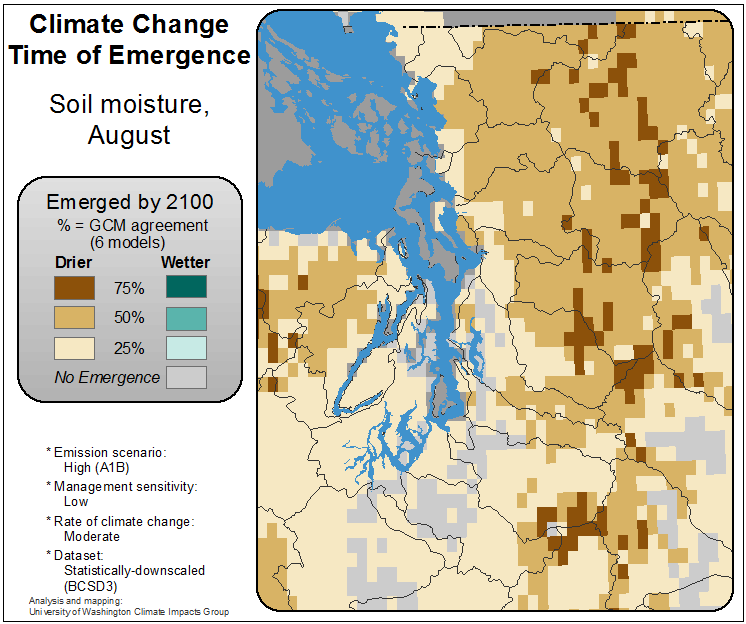 Climate Change
Time of Emergence
Soil moisture,
August
Emerged by 2100
% = GCM agreement
(6 models)
Drier Wetter
75%
50%
25%
No Emergence
* Emission scenario:
High (A1B)
* Management sensitivity:
Low
* Rate of climate change:
Moderate
* Dataset:
Statistically-downscaled
(BCSD3)
Analysis and mapping:
University of Washington Climate Impacts Group